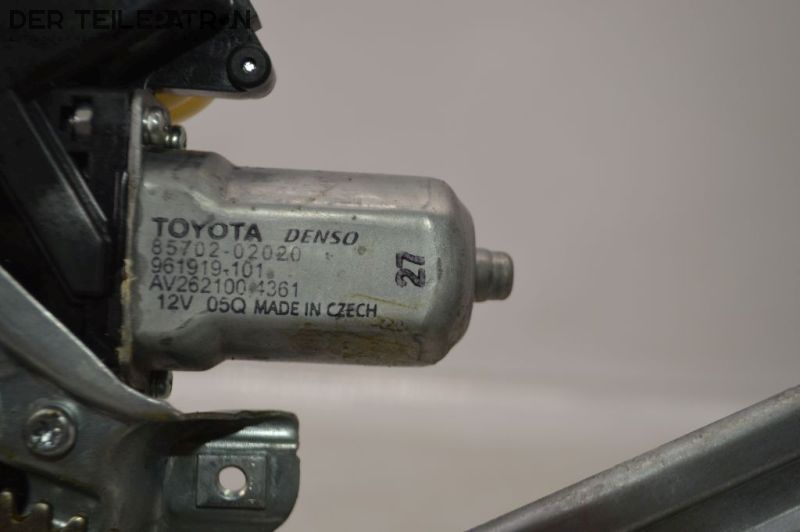 DER TEILEPATRON
TOYOTA DENSO
85702-02020
961919-101
AV262100-4361
12V 05Q MADE IN CZECH
27